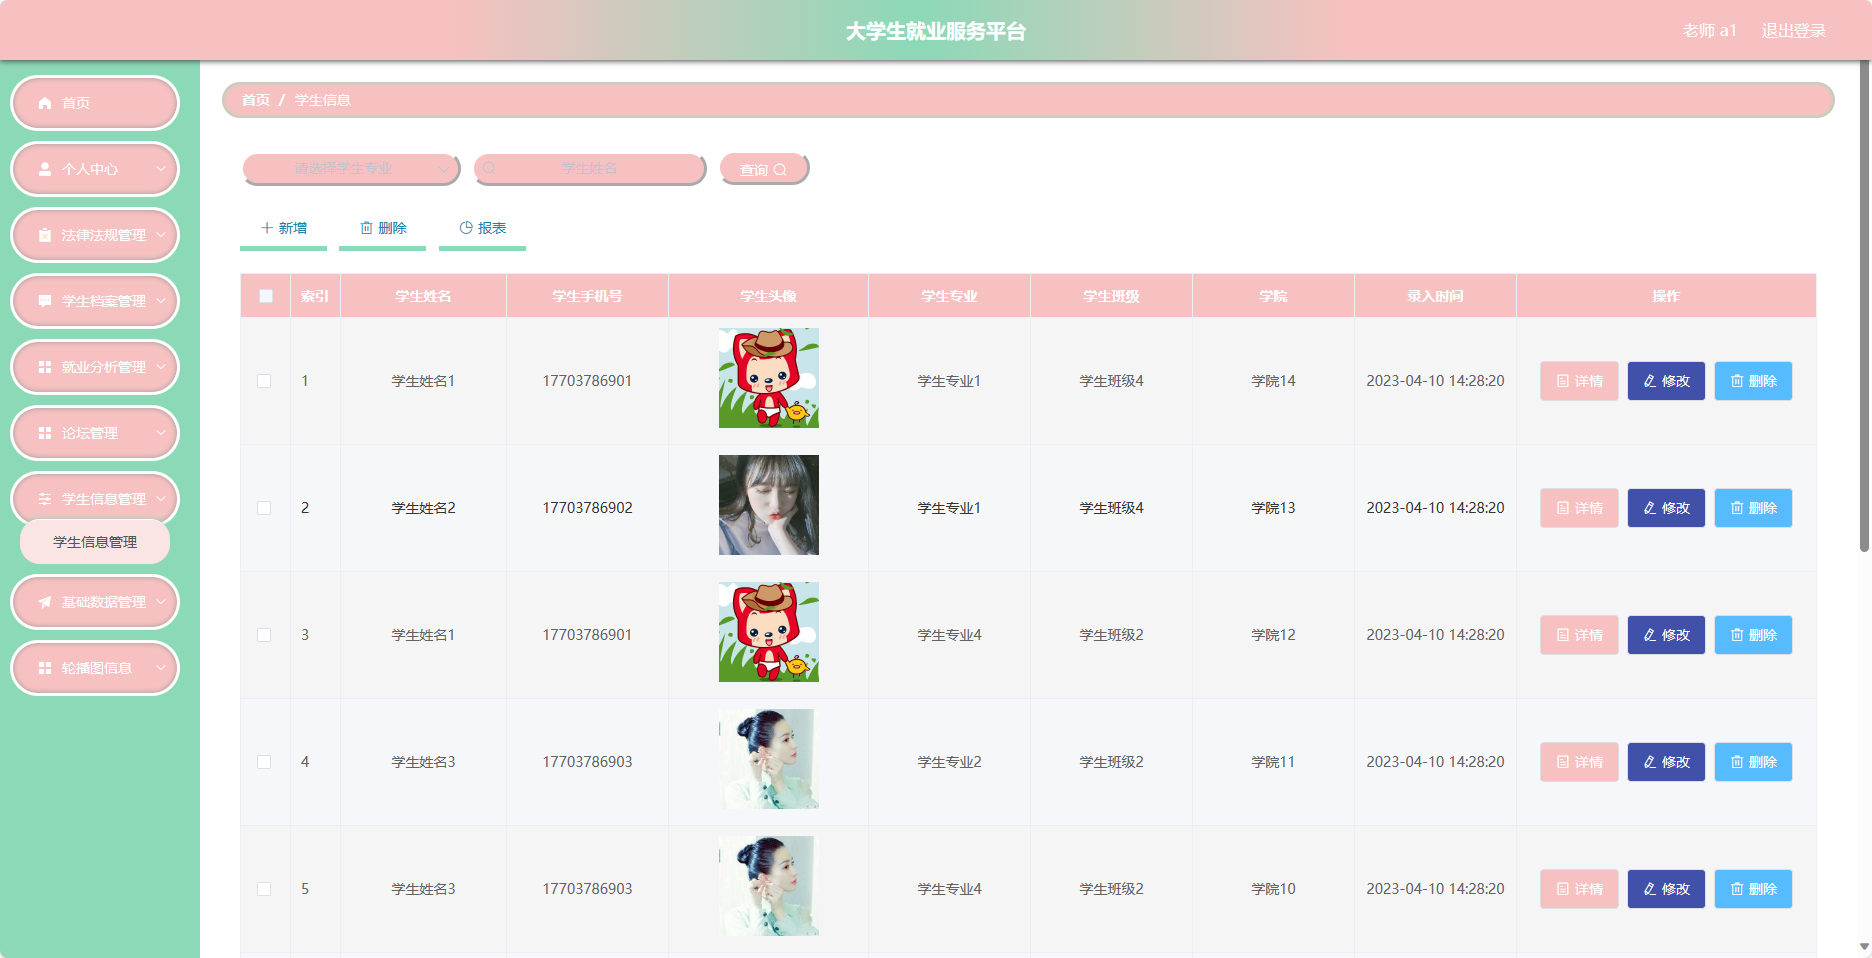 大学生就业服务平台
老师 a1 退出登录
首页
个人中心
法律法规管理
学生档案管理
就业分析管理
论坛管理
学生信息管理
学生信息管理
基础数据管理
轮播图信息
首页 / 学生信息
请选择学生专业 学生姓名 查询
新增 删除 报表
索引 学生姓名 学生手机号 学生头像 学生专业 学生班级 学院 录入时间 操作
1 学生姓名1 17703786901 学生专业1 学生班级4 学院14 2023-04-10 14:28:20 详情 修改 删除
2 学生姓名2 17703786902 学生专业1 学生班级4 学院13 2023-04-10 14:28:20 详情 修改 删除
3 学生姓名1 17703786901 学生专业4 学生班级2 学院12 2023-04-10 14:28:20 详情 修改 删除
4 学生姓名3 17703786903 学生专业2 学生班级2 学院11 2023-04-10 14:28:20 详情 修改 删除
5 学生姓名3 17703786903 学生专业4 学生班级2 学院10 2023-04-10 14:28:20 详情 修改 删除